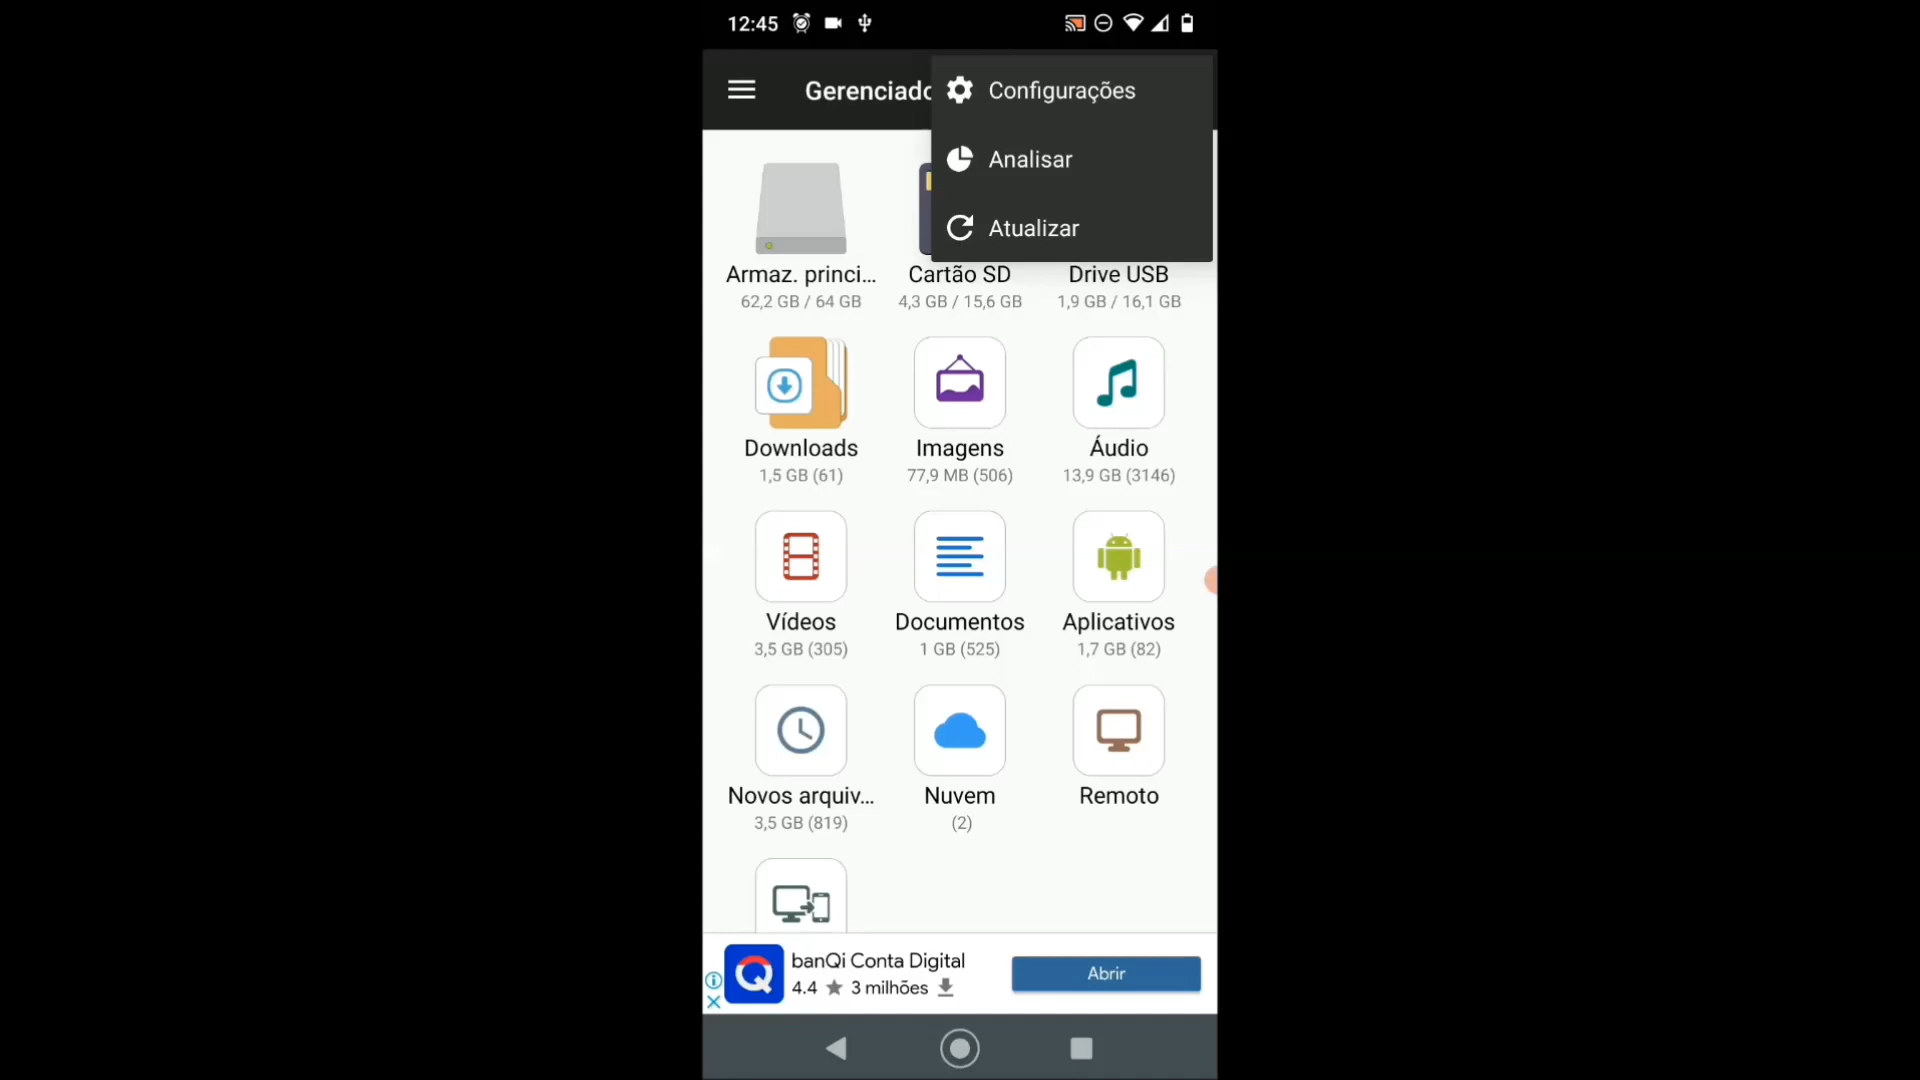 12:45
Gerenciado
Configurações
Analisar
Atualizar
Armaz. princi... Cartão SD Drive USB
62,2 GB / 64 GB 4,3 GB / 15,6 GB 1,9 GB / 16,1 GB
Downloads Imagens Áudio
1,5 GB (61) 77,9 MB (506) 13,9 GB (3146)
Vídeos Documentos Aplicativos
3,5 GB (305) 1 GB (525) 1,7 GB (82)
Novos arquiv... Nuvem Remoto
3,5 GB (819) (2)
banQi Conta Digital
4.4 ★ 3 milhões
Abrir